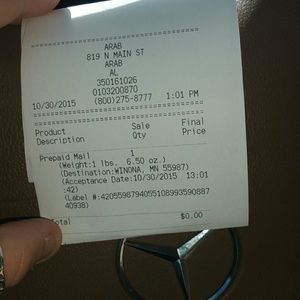 ARAB
819 N MAIN ST
ARAB
AL
350161026
0103200870
10/30/2015 (800)275-8777 1:01 PM
Product Sale Final
Description Qty Price
Prepaid Mail 1
(Weight:1 lbs. 6.50 oz.)
(Destination:WINONA, MN 55987)
(Acceptance Date:10/30/2015 13:01
:42)
(Label #:4205598794055108993590887
40938)
Total $0.00